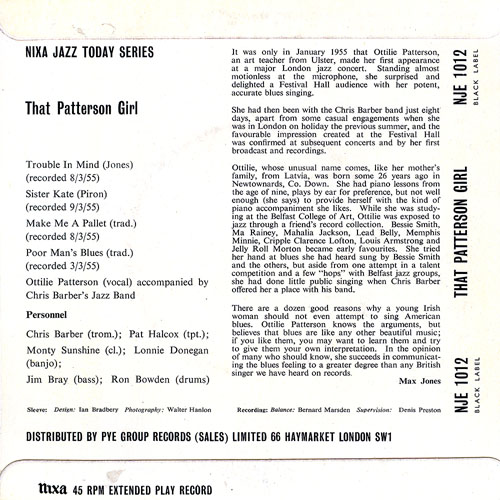 NIXA JAZZ TODAY SERIES
That Patterson Girl
Trouble In Mind (Jones)
(recorded 8/3/55)
Sister Kate (Piron)
(recorded 9/3/55)
Make Me A Pallet (trad.)
(recorded 8/3/55)
Poor Man's Blues (trad.)
(recorded 3/3/55)
Ottilie Patterson (vocal) accompanied by
Chris Barber's Jazz Band
Personnel
Chris Barber (trom.); Pat Halcox (tpt.);
Monty Sunshine (cl.); Lonnie Donegan
(banjo);
Jim Bray (bass); Ron Bowden (drums)
It was only in January 1955 that Ottilie Patterson,
an art teacher from Ulster, made her first appearance
at a major London jazz concert. Standing almost
motionless at the microphone, she surprised and
delighted a Festival Hall audience with her potent,
accurate blues singing.
She had then been with the Chris Barber band just eight
days, apart from some casual engagements when she
was in London on holiday the previous summer, and the
favourable impression created at the Festival Hall
was confirmed at subsequent concerts and by her first
broadcast and recordings.
Ottilie, whose unusual name comes, like her mother's
family, from Latvia, was born some 26 years ago in
Newtownards, Co. Down. She had piano lessons from
the age of nine, plays by ear for preference, but not well
enough (she says) to provide herself with the kind of
piano accompaniment she likes. While she was study-
ing at the Belfast College of Art, Ottilie was exposed to
jazz through a friend's record collection. Bessie Smith,
Ma Rainey, Mahalia Jackson, Lead Belly, Memphis
Minnie, Cripple Clarence Lofton, Louis Armstrong and
Jelly Roll Morton became early favourites. She tried
her hand at blues she had heard sung by Bessie Smith
and the others, but aside from one attempt in a talent
competition and a few "hops" with Belfast jazz groups,
she had done little public singing when Chris Barber
offered her a place with his band.
There are a dozen good reasons why a young Irish
woman should not even attempt to sing American
blues. Ottilie Patterson knows the arguments, but
believes that blues are like any other beautiful music;
if you like them, you may want to learn them and try
to give them your own interpretation. In the opinion
of many who should know, she succeeds in communicat-
ing the blues feeling to a greater degree than any British
singer we have heard on records.
Max Jones
Sleeve: Design: Ian Bradbery Photography: Walter Hanlon
Recording: Balance: Bernard Marsden Supervision: Denis Preston
DISTRIBUTED BY PYE GROUP RECORDS (SALES) LIMITED 66 HAYMARKET LONDON SW1
NJE 1012
BLACK LABEL
THAT PATTERSON GIRL
NJE 1012
BLACK LABEL
nixa 45 RPM EXTENDED PLAY RECORD